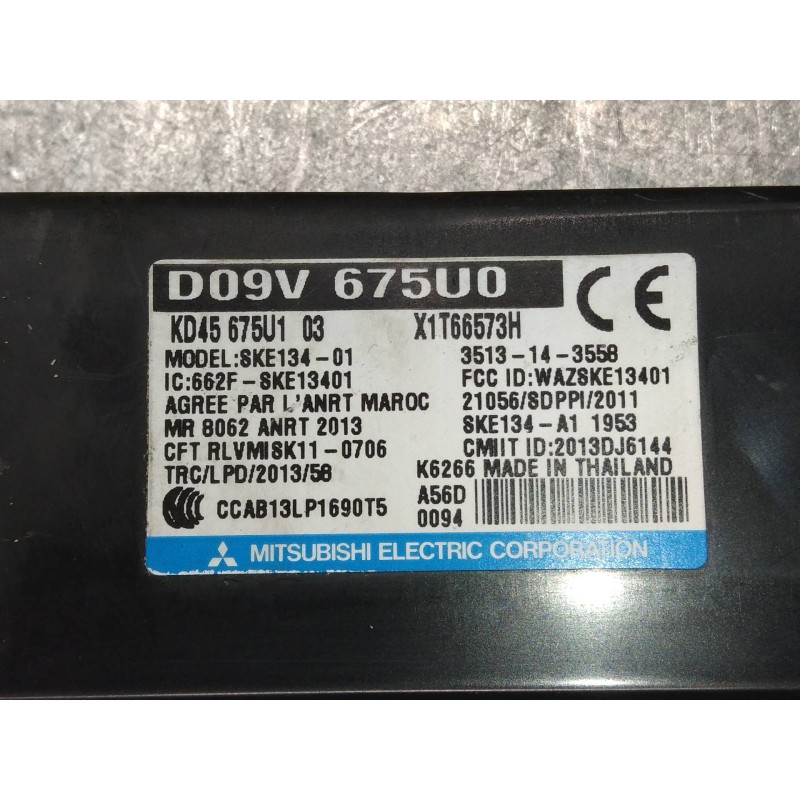 D09V 675U0
CE
KD45 675U1 03 X1T66573H
MODEL:SKE134-01 3513-14-3558
IC:662F-SKE13401 FCC ID:WAZSKE13401
AGREE PAR L'ANRT MAROC 21056/SDPPI/2011
MR 8062 ANRT 2013 SKE134-A1 1953
CFT RLVMISK11-0706 CMIIT ID:2013DJ6144
TRC/LPD/2013/58 K6266 MADE IN THAILAND
CCAB13LP1690T5 A56D
0094
MITSUBISHI ELECTRIC CORPORATION